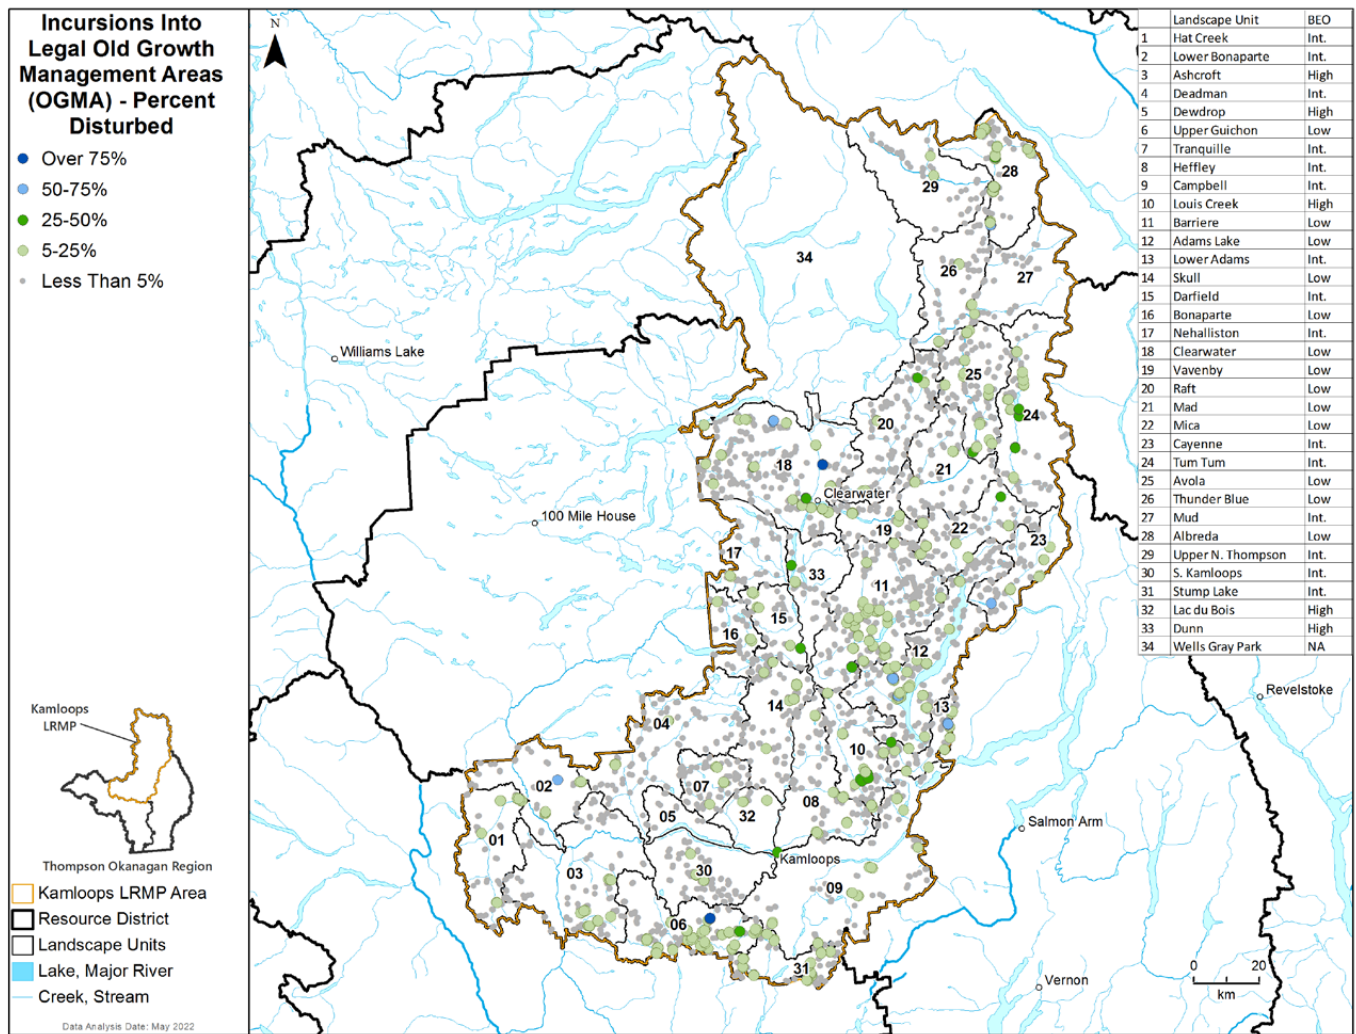 Incursions Into
Legal Old Growth
Management Areas
(OGMA) - Percent
Disturbed
Over 75%
50-75%
25-50%
5-25%
Less Than 5%
Kamloops
LRMP
Thompson Okanagan Region
Kamloops LRMP Area
Resource District
Landscape Units
Lake, Major River
Creek, Stream
Data Analysis Date: May 2022
N
Landscape Unit BEO
1 Hat Creek Int.
2 Lower Bonaparte Int.
3 Ashcroft High
4 Deadman Int.
5 Dewdrop High
6 Upper Guichon Low
7 Tranquille Int.
8 Heffley Int.
9 Campbell Int.
10 Louis Creek High
11 Barriere Low
12 Adams Lake Low
13 Lower Adams Int.
14 Skull Low
15 Darfield Int.
16 Bonaparte Low
17 Nehalliston Int.
18 Clearwater Low
19 Vavenby Low
20 Raft Low
21 Mad Low
22 Mica Low
23 Cayenne Int.
24 Tum Tum Int.
25 Avola Low
26 Thunder Blue Low
27 Mud Int.
28 Albreda Low
29 Upper N. Thompson Int.
30 S. Kamloops Int.
31 Stump Lake Int.
32 Lac du Bois High
33 Dunn High
34 Wells Gray Park NA
28
29
34
26
27
Williams Lake
25
24
20
18
21
Clearwater
100 Mile House
19
22
23
17
33
11
15
16
12
Revelstoke
14
13
04
10
02
07
08
32
05
Salmon Arm
01
Kamloops
03
30
09
06
31
Vernon
0 20
km